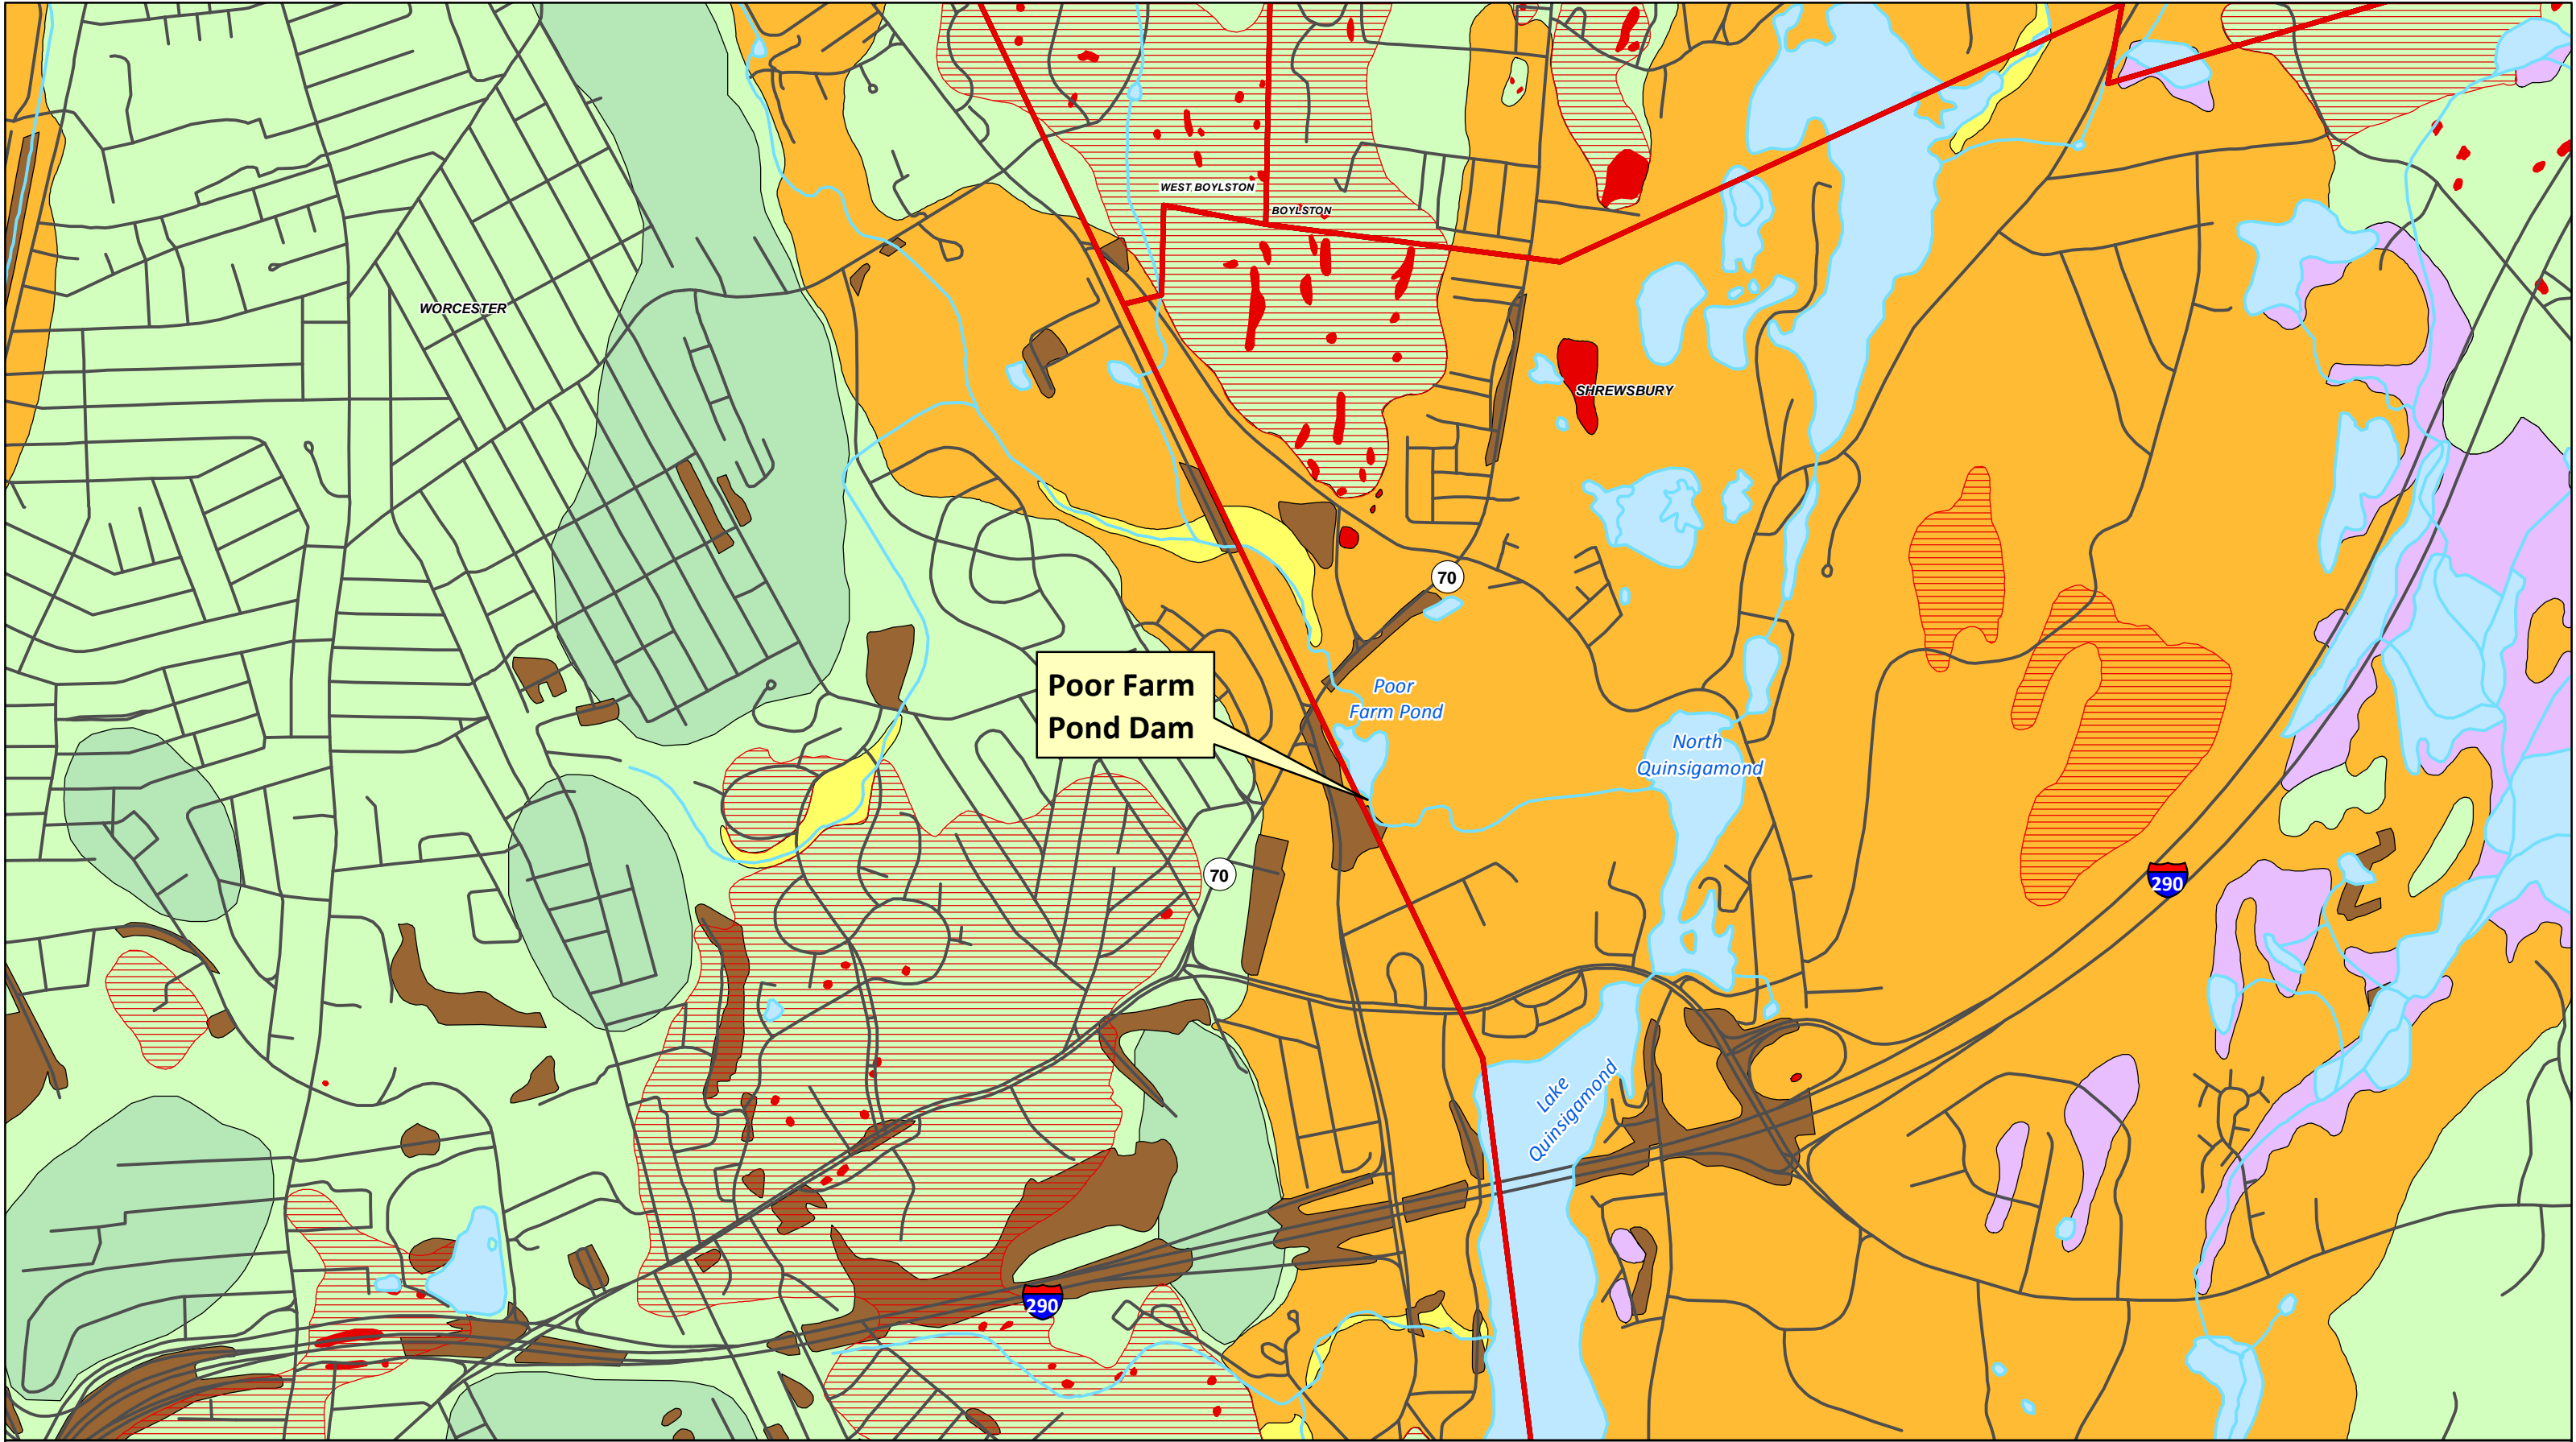 WEST BOYLSTON
BOYLSTON
WORCESTER
SHREWSBURY
70
Poor Farm
Pond Dam
Poor
Farm Pond
North
Quinsigamond
70
290
Lake
Quinsigamond
290